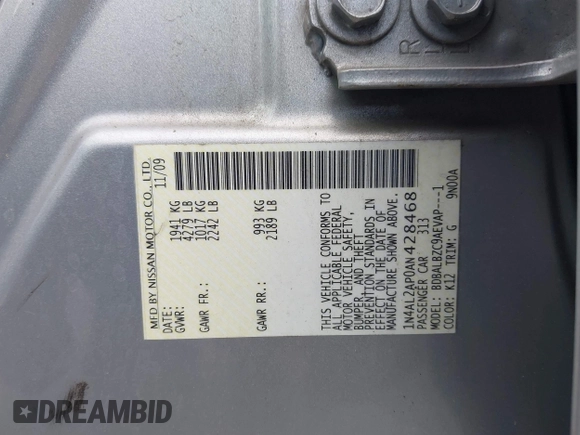 MFD BY NISSAN MOTOR CO., LTD.
DATE: 11/09
GVWR: 1941 KG
4279 LB
GAWR FR.: 1017 KG
2242 LB
GAWR RR.: 993 KG
2189 LB
THIS VEHICLE CONFORMS TO
ALL APPLICABLE FEDERAL
MOTOR VEHICLE SAFETY,
BUMPER, AND THEFT
PREVENTION STANDARDS IN
EFFECT ON THE DATE OF
MANUFACTURE SHOWN ABOVE.
1N4AL2AP0AN428468
PASSENGER CAR 313
MODEL: BDBALBZC9AEVAP----1
COLOR: K12 TRIM: G 9N00A
R
L
DREAMBID